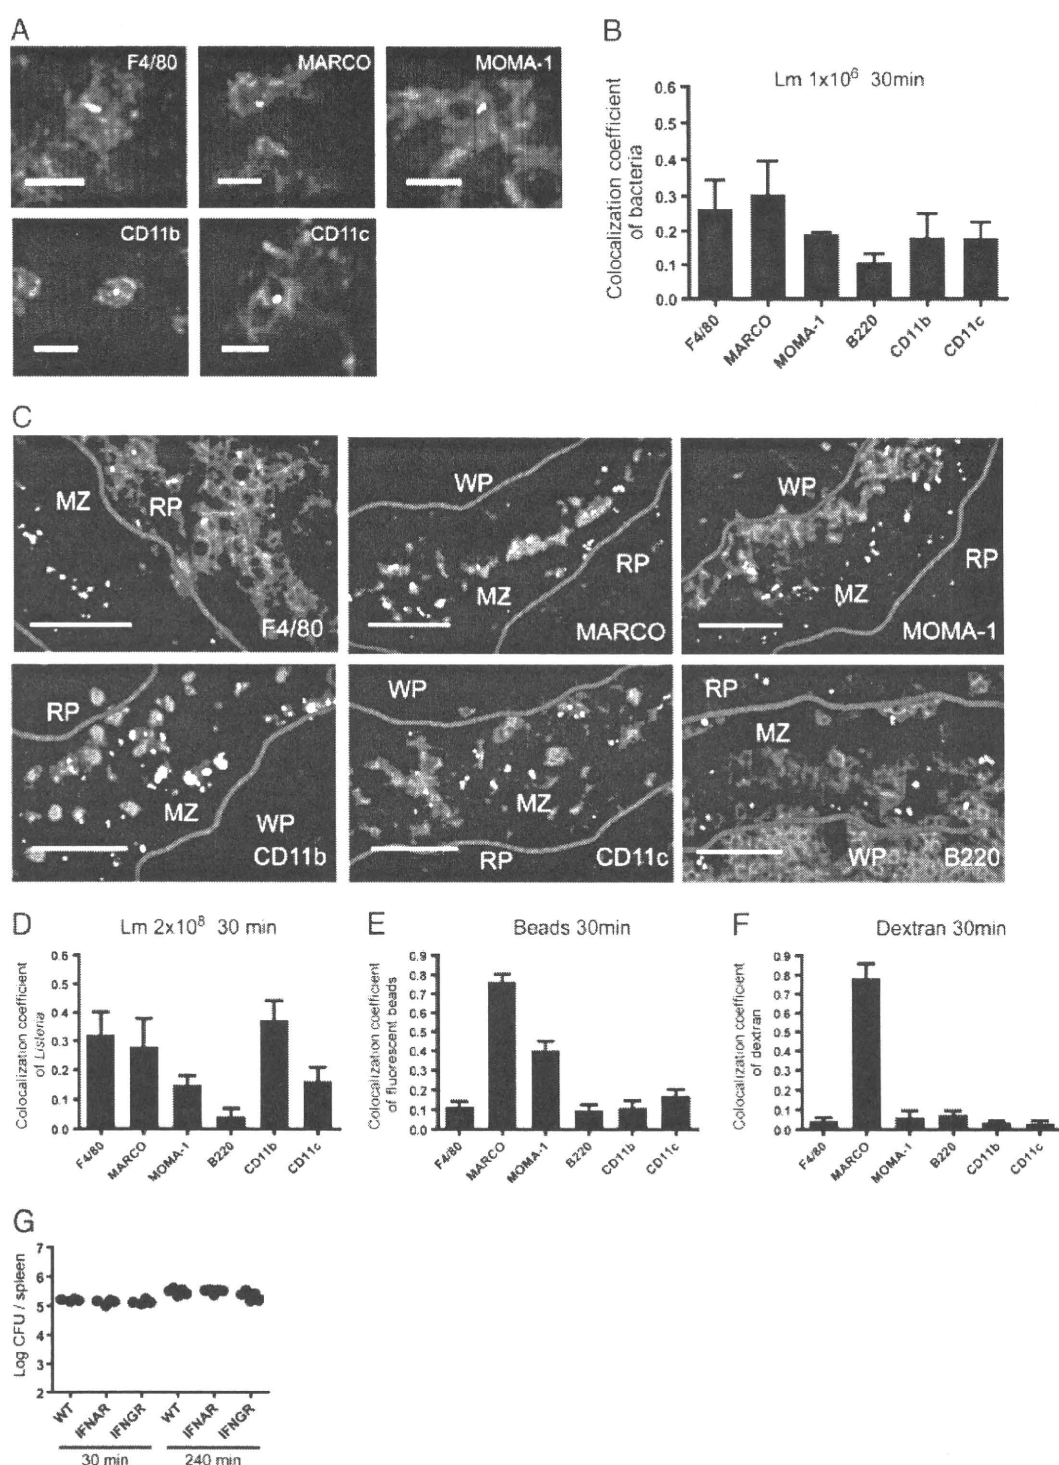 A
F4/80
MARCO
MOMA-1
CD11b
CD11c
B
Lm 1x10⁶ 30min
Colocalization coefficient
of bacteria
0.6
0.4
0.3
0.2
0.1
0.0
F4/80
MARCO
MOMA-1
B220
CD11b
CD11c
C
MZ
RP
F4/80
WP
RP
MZ
MARCO
WP
RP
MZ
MOMA-1
RP
MZ
WP
CD11b
WP
MZ
RP
CD11c
RP
MZ
WP
B220
D
Lm 2x10⁸ 30 min
Colocalization coefficient
of Listeria
0.6
0.5
0.4
0.3
0.2
0.1
0.0
F4/80
MARCO
MOMA-1
B220
CD11b
CD11c
E
Beads 30min
Colocalization coefficient
of fluorescent beads
0.9
0.8
0.7
0.6
0.5
0.4
0.3
0.2
0.1
0.0
F4/80
MARCO
MOMA-1
B220
CD11b
CD11c
F
Dextran 30min
Colocalization coefficient
of dextran
0.9
0.8
0.7
0.6
0.5
0.4
0.3
0.2
0.1
0.0
F4/80
MARCO
MOMA-1
B220
CD11b
CD11c
G
Log CFU / spleen
7
6
5
4
3
2
WT
IFNAR
IFNGR
WT
IFNAR
IFNGR
30 min
240 min